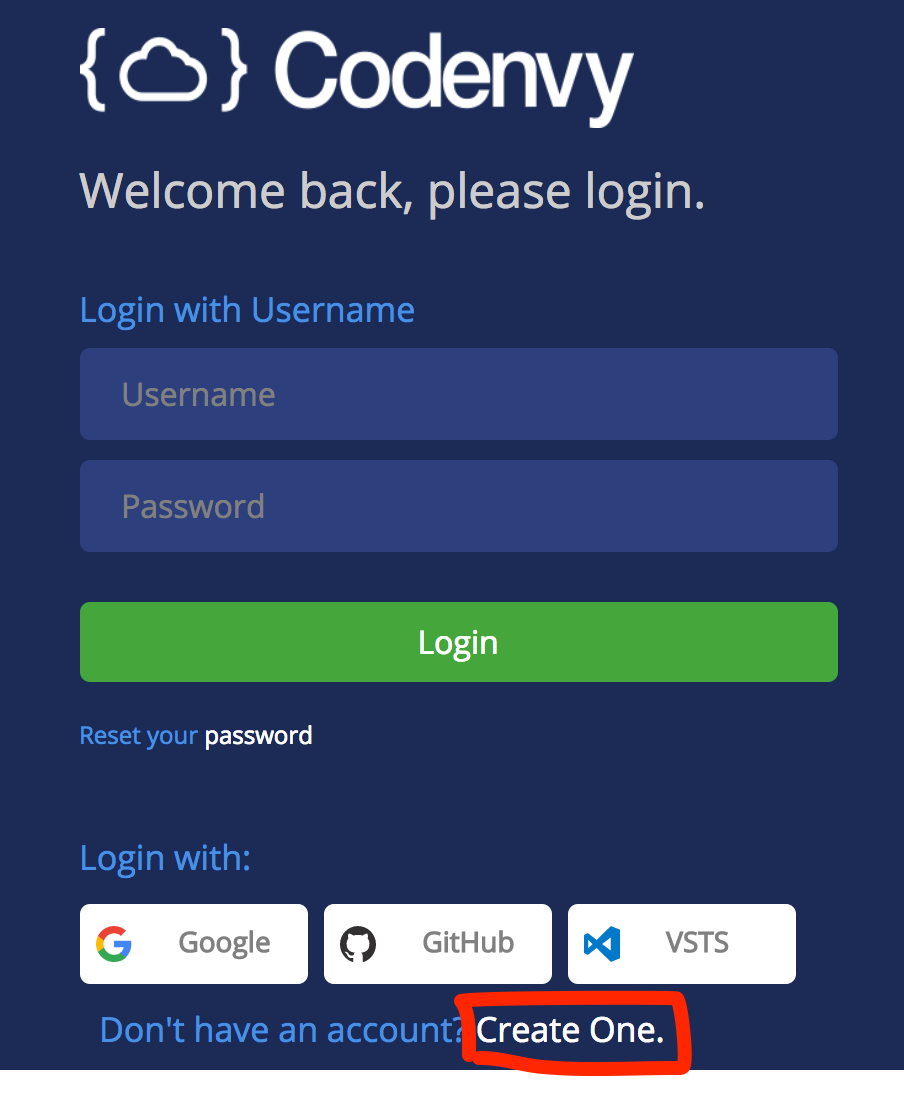 { } Codenvy
Welcome back, please login.
Login with Username
Username
Password
Login
Reset your password
Login with:
Google GitHub VSTS
Don't have an account? Create One.